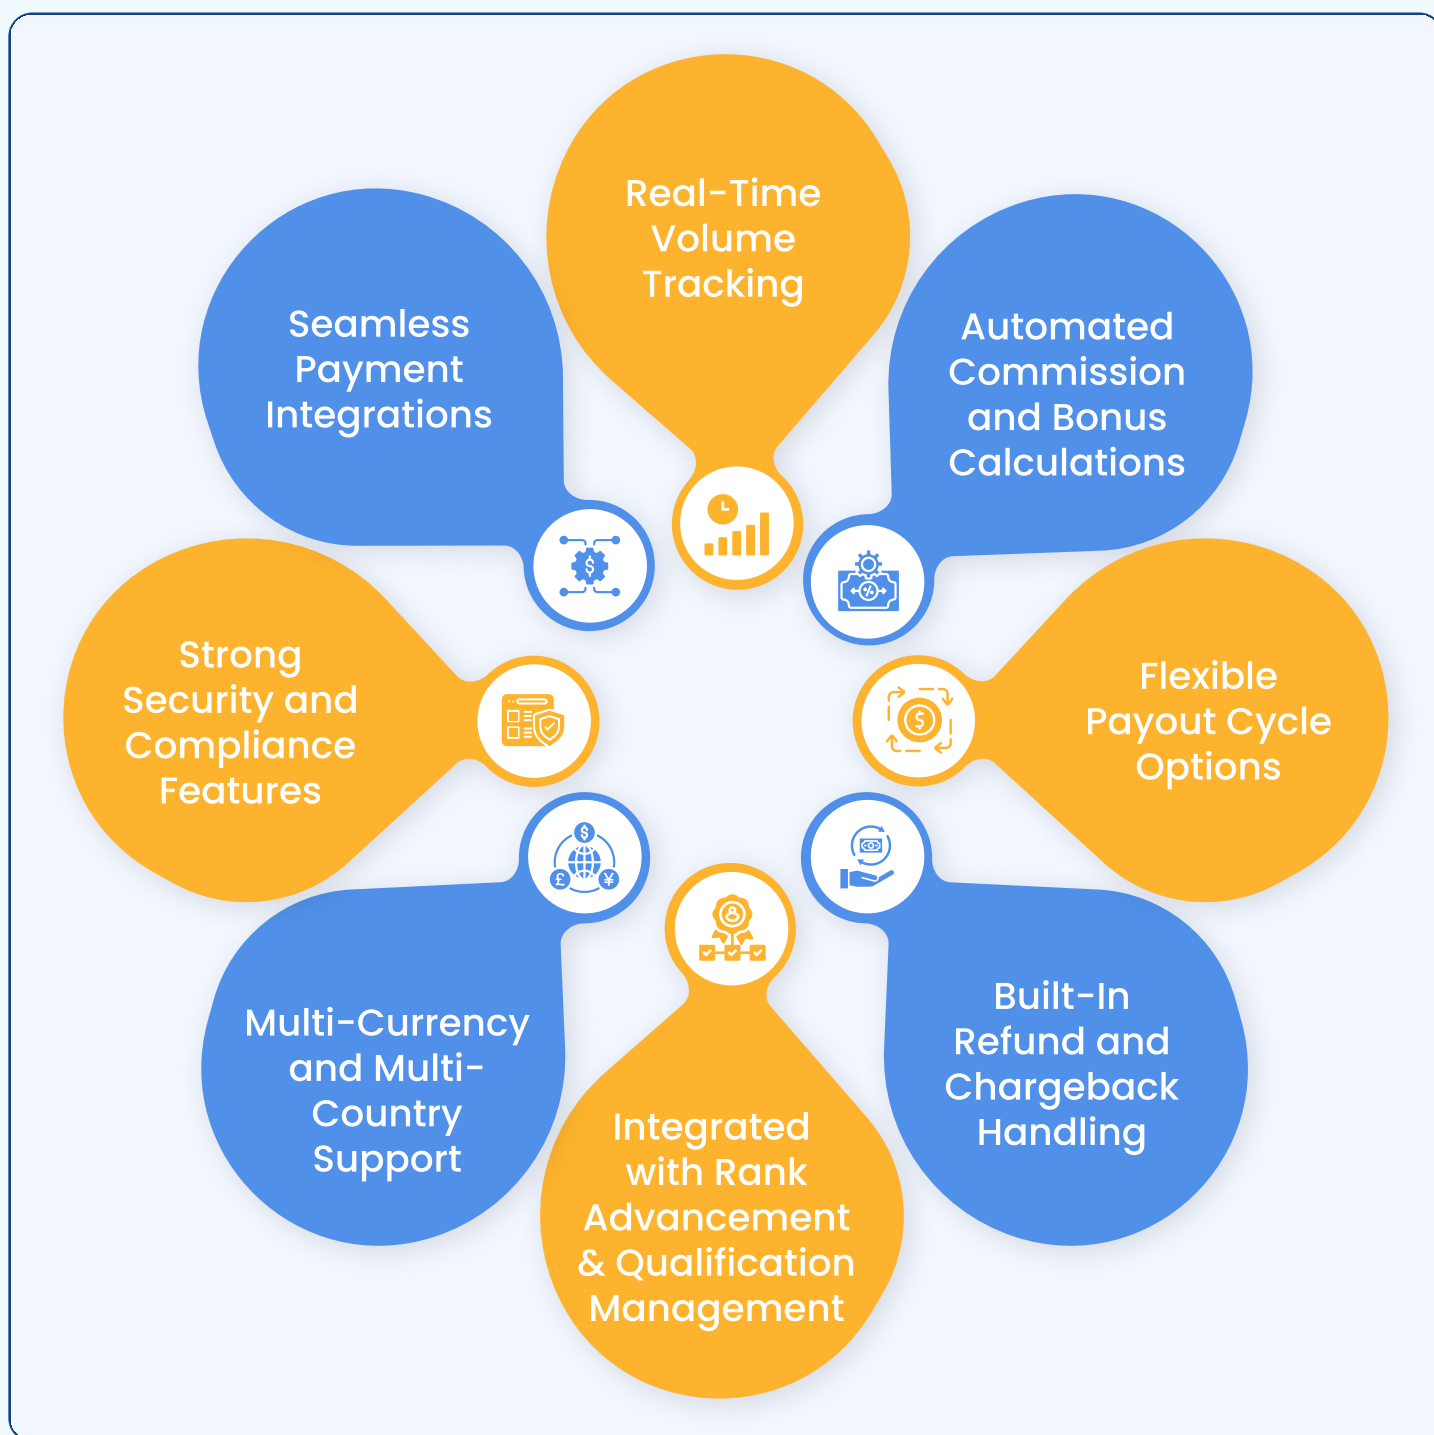 Real-Time
Volume
Tracking
Automated
Commission
and Bonus
Calculations
Flexible
Payout Cycle
Options
Built-In
Refund and
Chargeback
Handling
Integrated
with Rank
Advancement
& Qualification
Management
Multi-Currency
and Multi-
Country
Support
Strong
Security and
Compliance
Features
Seamless
Payment
Integrations